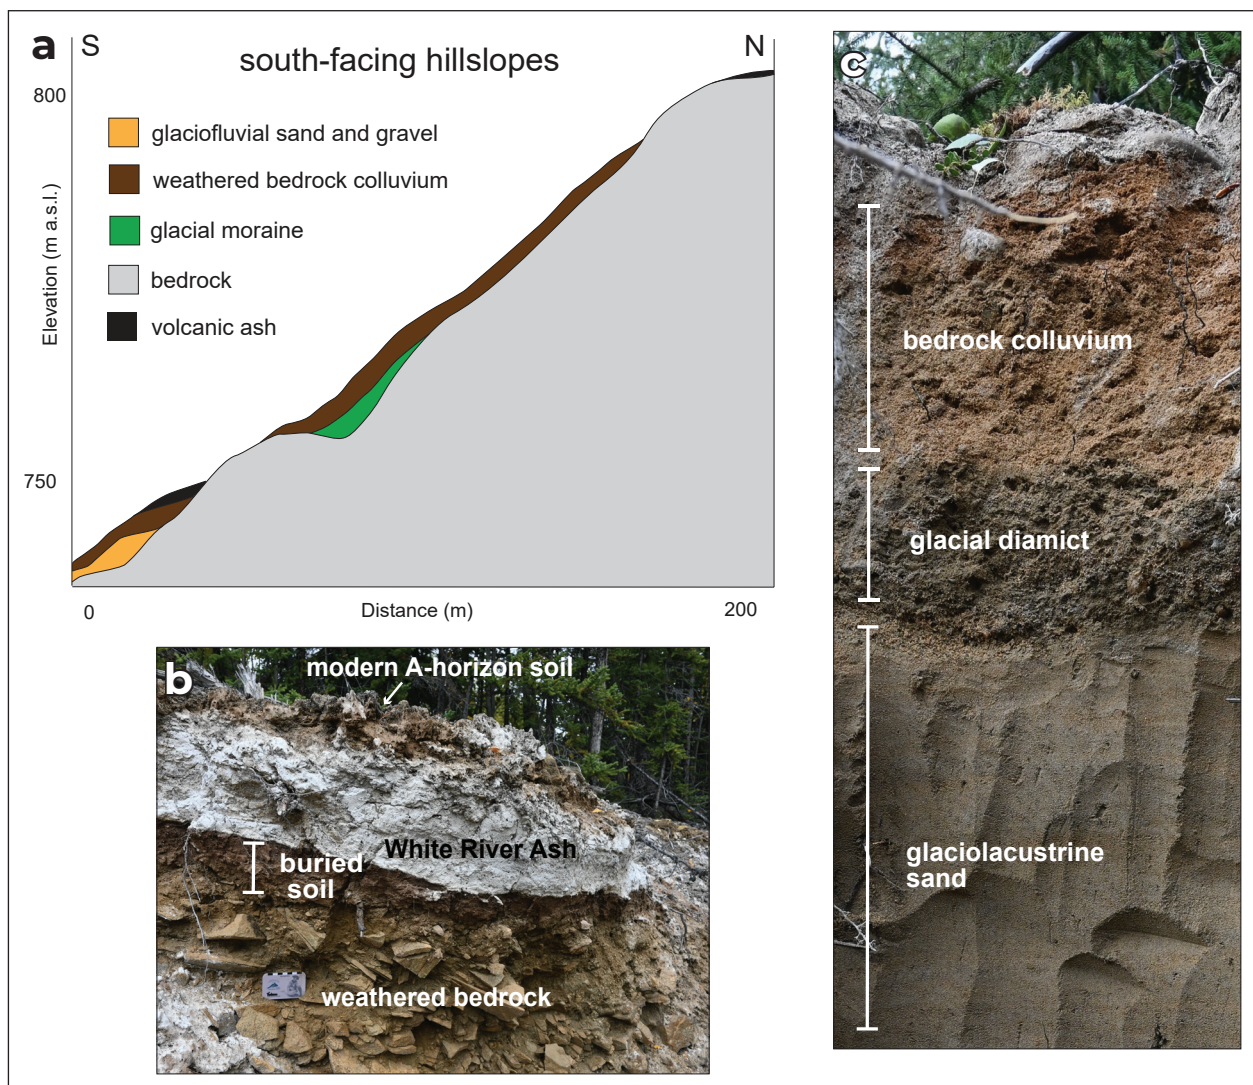 a
S
south-facing hillslopes
N
800
glaciofluvial sand and gravel
weathered bedrock colluvium
glacial moraine
bedrock
volcanic ash
Elevation (m a.s.l.)
750
0
Distance (m)
200
b
modern A-horizon soil
White River Ash
buried
soil
weathered bedrock
c
bedrock colluvium
glacial diamict
glaciolacustrine
sand